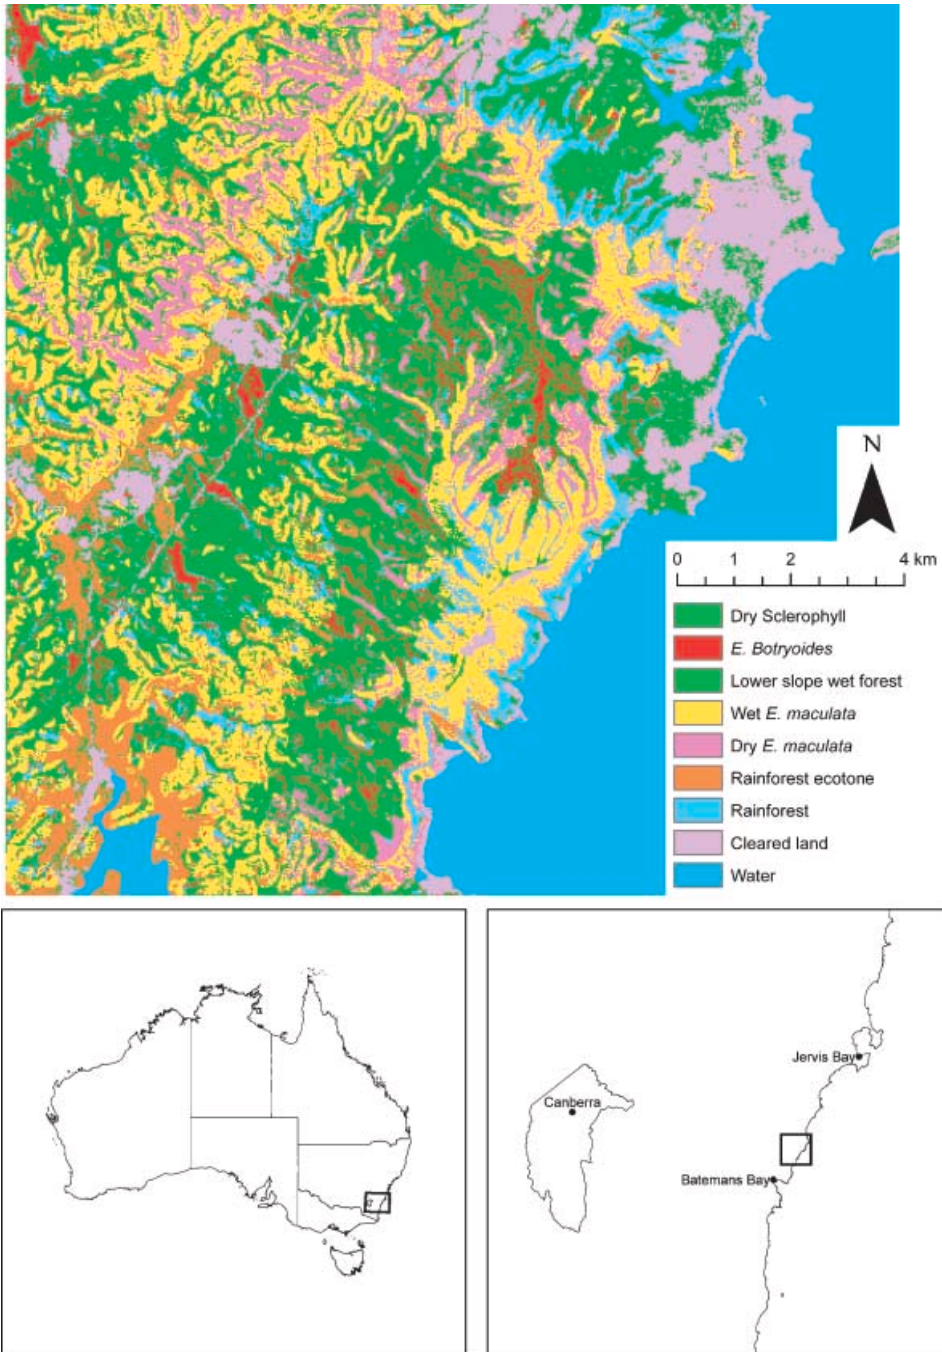 N
0 1 2 4 km
Dry Sclerophyll
E. Botryoides
Lower slope wet forest
Wet E. maculata
Dry E. maculata
Rainforest ecotone
Rainforest
Cleared land
Water
Jervis Bay
Canberra
Batemans Bay